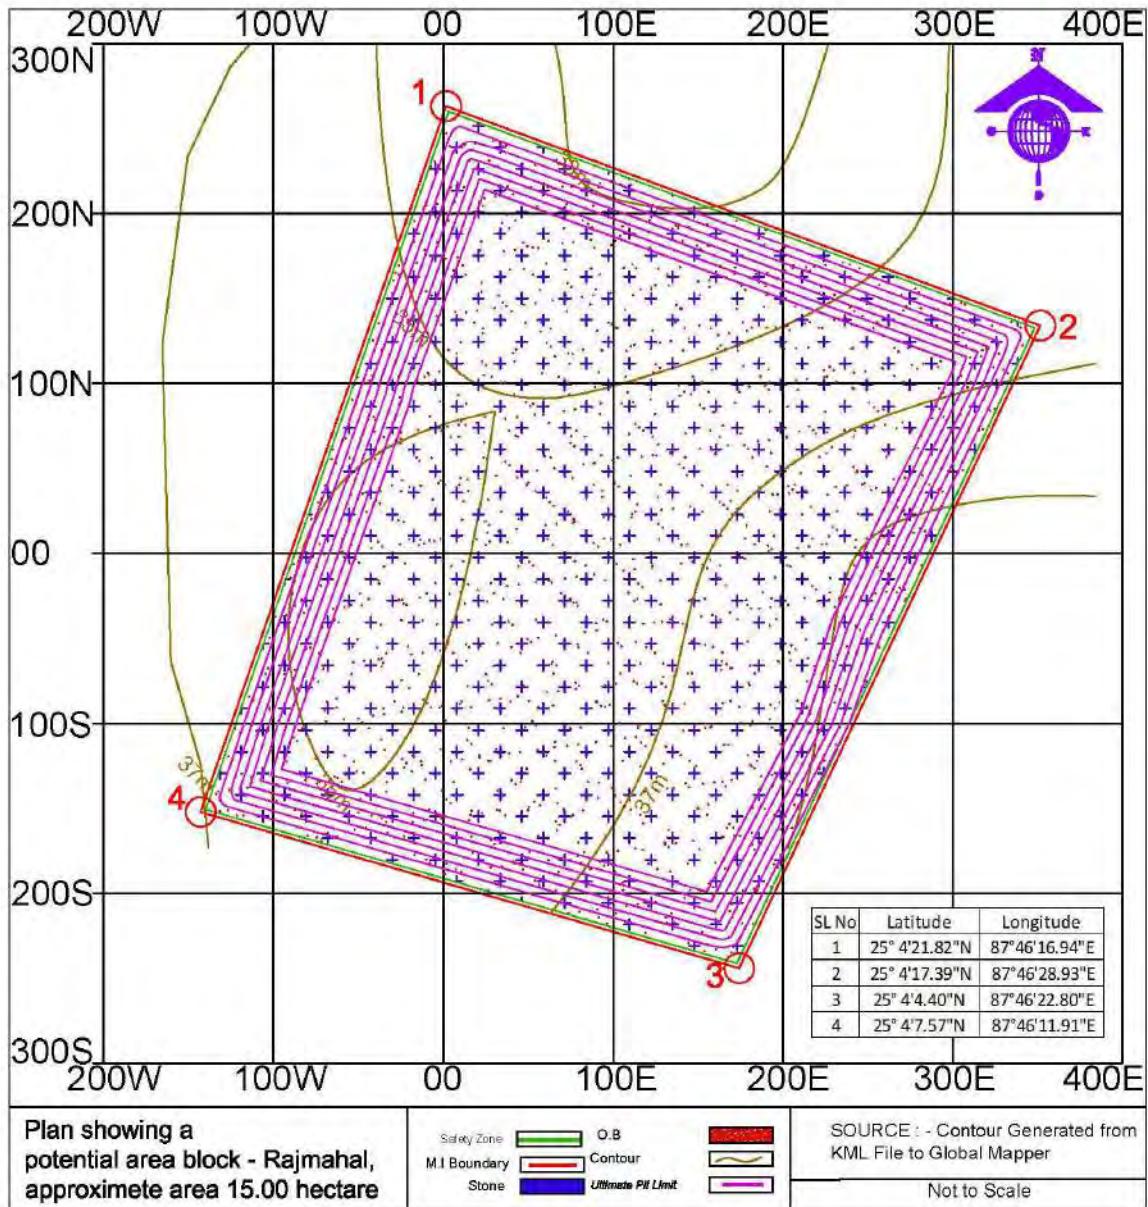 200W 100W 00 100E 200E 300E 400E
300N
N
1
38m
200N
2
38m
100N
00
100S
37m
37m
4
200S
3
SL No Latitude Longitude
1 25° 4'21.82"N 87°46'16.94"E
2 25° 4'17.39"N 87°46'28.93"E
3 25° 4'4.40"N 87°46'22.80"E
4 25° 4'7.57"N 87°46'11.91"E
300S
200W 100W 00 100E 200E 300E 400E
Plan showing a
potential area block - Rajmahal,
approximete area 15.00 hectare
Safety Zone O.B
M.I Boundary Contour
Stone Ultimate Pit Limit
SOURCE : - Contour Generated from
KML File to Global Mapper
Not to Scale